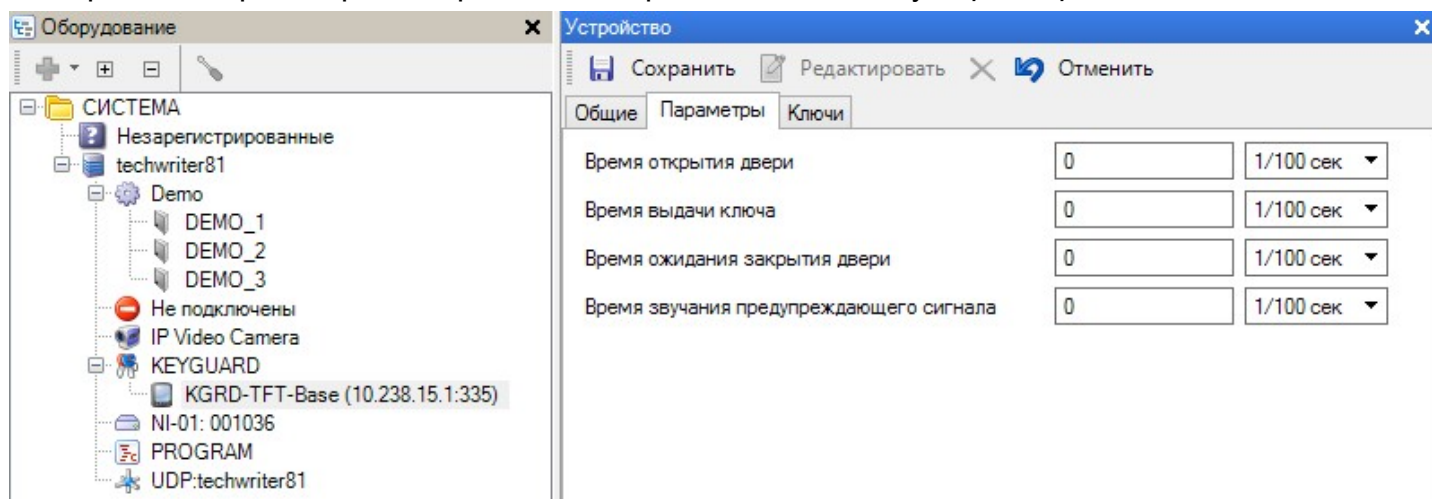 Оборудование
СИСТЕМА
Незарегистрированные
techwriter81
Demo
DEMO_1
DEMO_2
DEMO_3
Не подключены
IP Video Camera
KEYGUARD
KGRD-TFT-Base (10.238.15.1:335)
NI-01: 001036
PROGRAM
UDP:techwriter81
Устройство
Сохранить Редактировать Отменить
Общие Параметры Ключи
Время открытия двери 0 1/100 сек
Время выдачи ключа 0 1/100 сек
Время ожидания закрытия двери 0 1/100 сек
Время звучания предупреждающего сигнала 0 1/100 сек